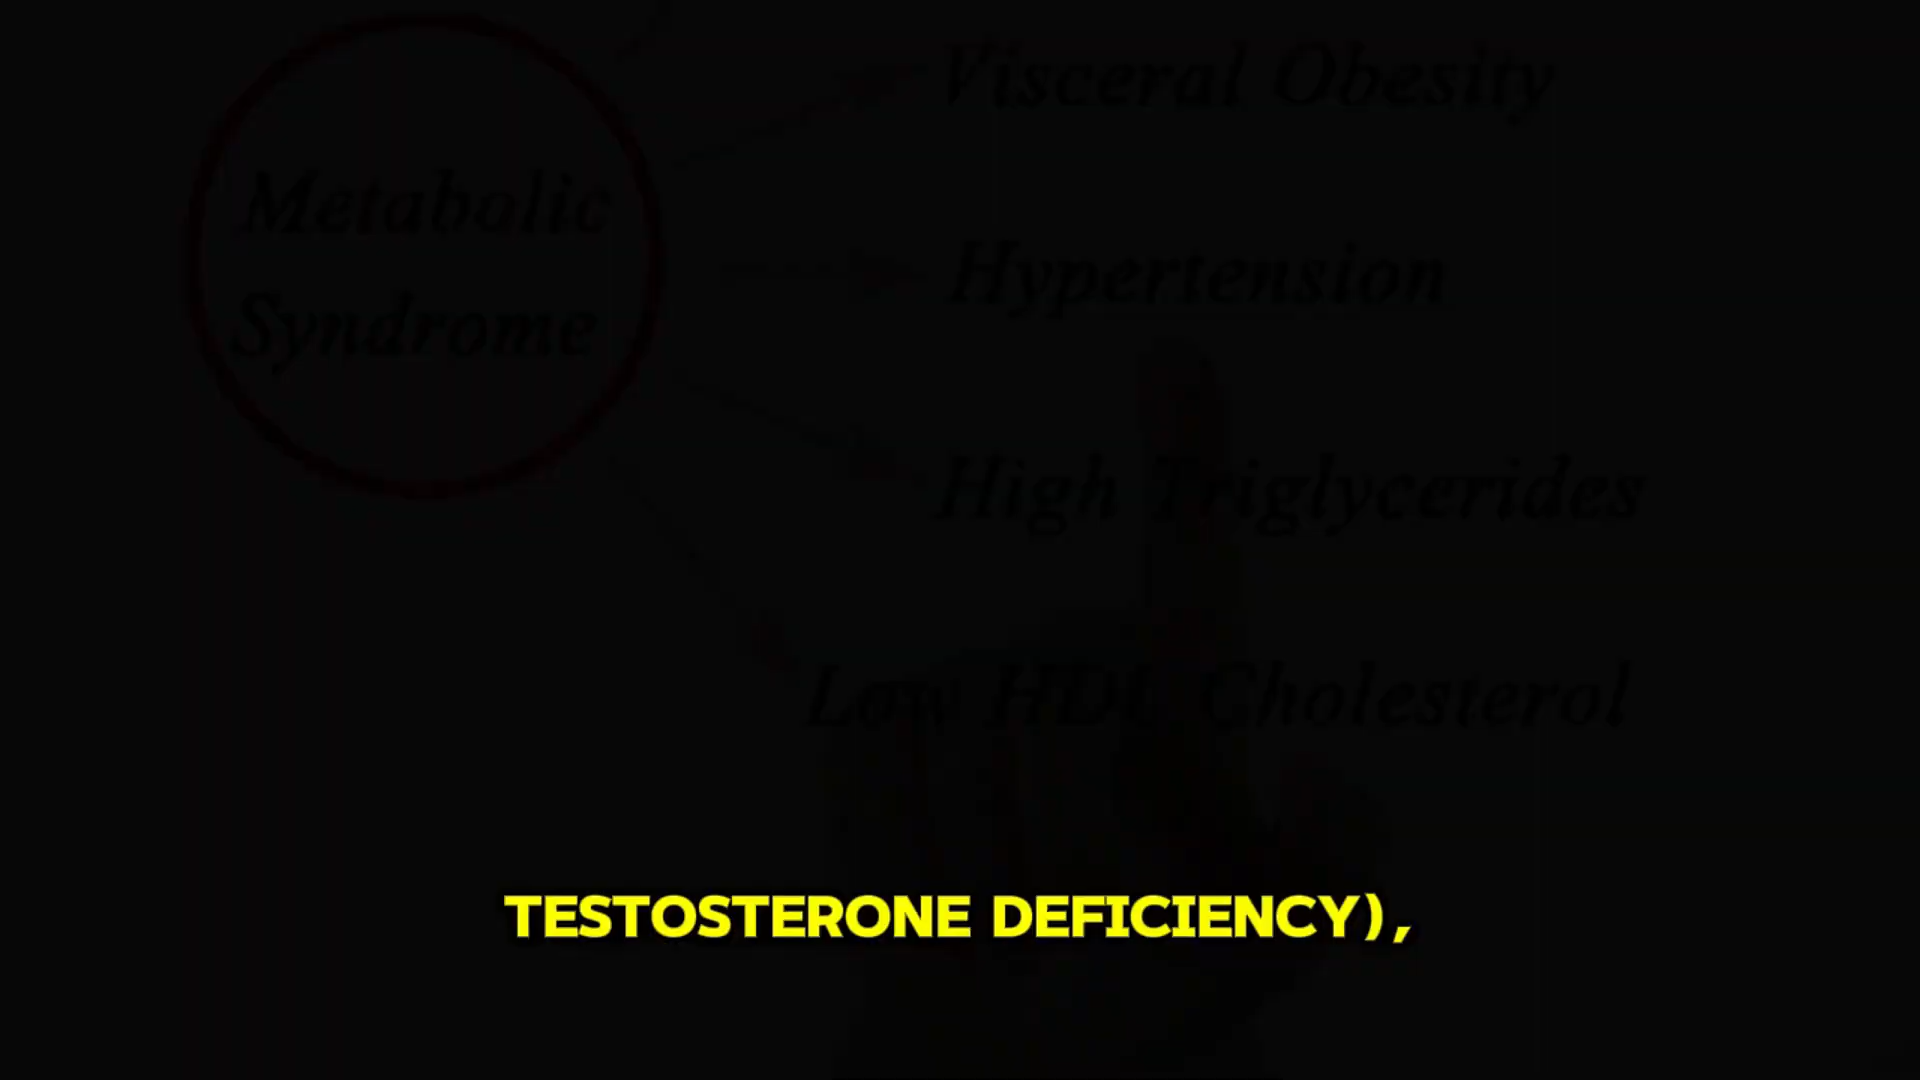 Visceral Obesity
Metabolic
Syndrome
Hypertension
High Triglycerides
Low HDL Cholesterol
TESTOSTERONE DEFICIENCY),